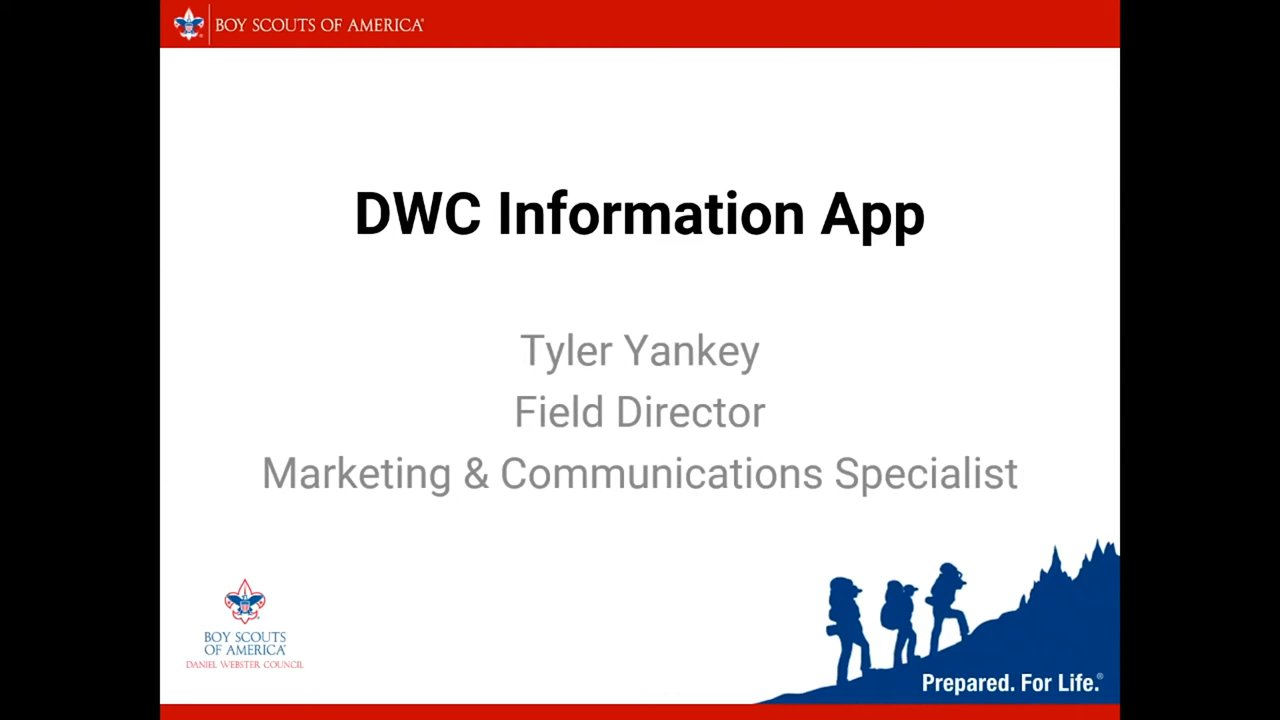 BOY SCOUTS OF AMERICA®
DWC Information App
Tyler Yankey
Field Director
Marketing & Communications Specialist
BOY SCOUTS
OF AMERICA®
DANIEL WEBSTER COUNCIL
Prepared. For Life.®